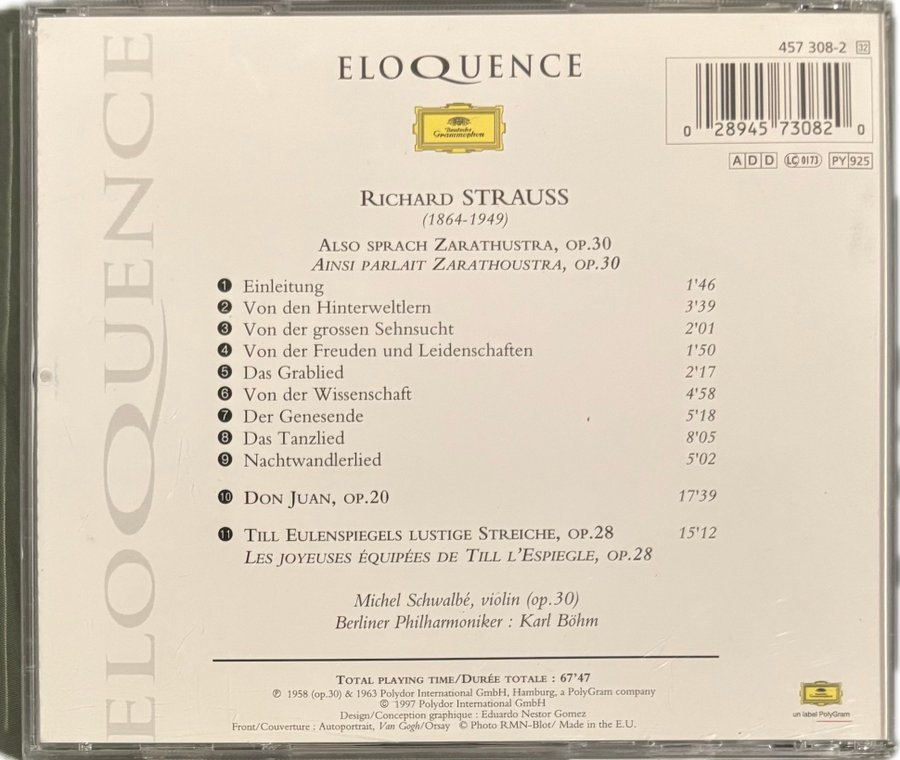 ELOQUENCE
457 308-2 32
ELOQUENCE
Deutsche
Grammophon
0 28945 73082 0
ADD LC 0173 PY 925
RICHARD STRAUSS
(1864-1949)
ALSO SPRACH ZARATHUSTRA, OP.30
AINSI PARLAIT ZARATHOUSTRA, OP.30
1 Einleitung 1'46
2 Von den Hinterweltlern 3'39
3 Von der grossen Sehnsucht 2'01
4 Von der Freuden und Leidenschaften 1'50
5 Das Grablied 2'17
6 Von der Wissenschaft 4'58
7 Der Genesende 5'18
8 Das Tanzlied 8'05
9 Nachtwandlerlied 5'02
10 DON JUAN, OP.20 17'39
11 TILL EULENSPIEGELS LUSTIGE STREICHE, OP.28 15'12
LES JOYEUSES ÉQUIPÉES DE TILL L'ESPIEGLE, OP.28
Michel Schwalbé, violin (op.30)
Berliner Philharmoniker : Karl Böhm
TOTAL PLAYING TIME/DURÉE TOTALE : 67'47
℗ 1958 (op.30) & 1963 Polydor International GmbH, Hamburg, a PolyGram company
© 1997 Polydor International GmbH
Design/Conception graphique : Eduardo Nestor Gomez
Front/Couverture : Autoportrait, Van Gogh/Orsay © Photo RMN-Blot/ Made in the E.U.
un label PolyGram